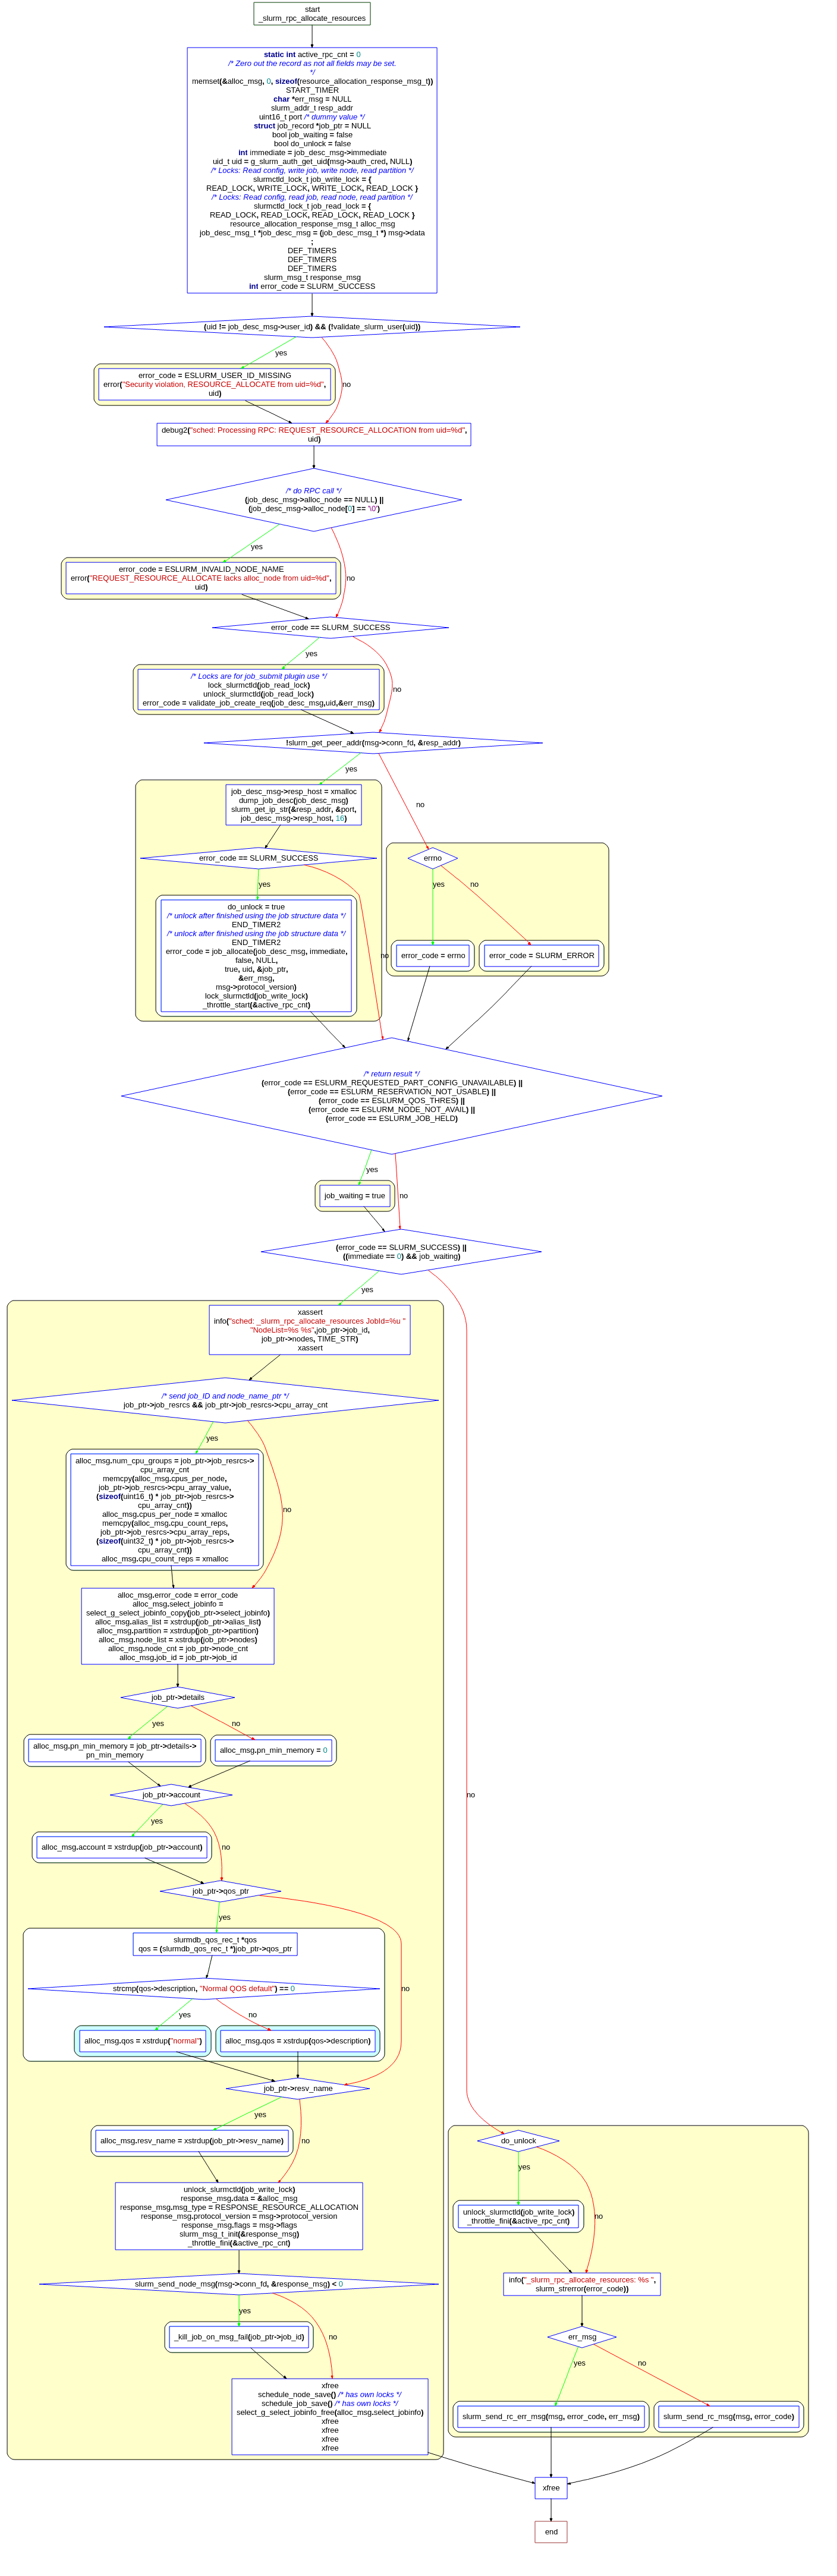 start
_slurm_rpc_allocate_resources
static int active_rpc_cnt = 0
/* Zero out the record as not all fields may be set.
*/
memset(&alloc_msg, 0, sizeof(resource_allocation_response_msg_t))
START_TIMER
char *err_msg = NULL
slurm_addr_t resp_addr
uint16_t port /* dummy value */
struct job_record *job_ptr = NULL
bool job_waiting = false
bool do_unlock = false
int immediate = job_desc_msg->immediate
uid_t uid = g_slurm_auth_get_uid(msg->auth_cred, NULL)
/* Locks: Read config, write job, write node, read partition */
slurmctld_lock_t job_write_lock = {
READ_LOCK, WRITE_LOCK, WRITE_LOCK, READ_LOCK }
/* Locks: Read config, read job, read node, read partition */
slurmctld_lock_t job_read_lock = {
READ_LOCK, READ_LOCK, READ_LOCK, READ_LOCK }
resource_allocation_response_msg_t alloc_msg
job_desc_msg_t *job_desc_msg = (job_desc_msg_t *) msg->data
;
DEF_TIMERS
DEF_TIMERS
DEF_TIMERS
slurm_msg_t response_msg
int error_code = SLURM_SUCCESS
(uid != job_desc_msg->user_id) && (!validate_slurm_user(uid))
yes
no
error_code = ESLURM_USER_ID_MISSING
error("Security violation, RESOURCE_ALLOCATE from uid=%d",
uid)
debug2("sched: Processing RPC: REQUEST_RESOURCE_ALLOCATION from uid=%d",
uid)
/* do RPC call */
(job_desc_msg->alloc_node == NULL) ||
(job_desc_msg->alloc_node[0] == '\0')
yes
no
error_code = ESLURM_INVALID_NODE_NAME
error("REQUEST_RESOURCE_ALLOCATE lacks alloc_node from uid=%d",
uid)
error_code == SLURM_SUCCESS
yes
no
/* Locks are for job_submit plugin use */
lock_slurmctld(job_read_lock)
unlock_slurmctld(job_read_lock)
error_code = validate_job_create_req(job_desc_msg,uid,&err_msg)
!slurm_get_peer_addr(msg->conn_fd, &resp_addr)
yes
no
job_desc_msg->resp_host = xmalloc
dump_job_desc(job_desc_msg)
slurm_get_ip_str(&resp_addr, &port,
job_desc_msg->resp_host, 16)
error_code == SLURM_SUCCESS
errno
yes
yes
no
do_unlock = true
/* unlock after finished using the job structure data */
END_TIMER2
/* unlock after finished using the job structure data */
END_TIMER2
error_code = job_allocate(job_desc_msg, immediate,
false, NULL,
true, uid, &job_ptr,
&err_msg,
msg->protocol_version)
lock_slurmctld(job_write_lock)
_throttle_start(&active_rpc_cnt)
no
error_code = errno
error_code = SLURM_ERROR
/* return result */
(error_code == ESLURM_REQUESTED_PART_CONFIG_UNAVAILABLE) ||
(error_code == ESLURM_RESERVATION_NOT_USABLE) ||
(error_code == ESLURM_QOS_THRES) ||
(error_code == ESLURM_NODE_NOT_AVAIL) ||
(error_code == ESLURM_JOB_HELD)
yes
no
job_waiting = true
(error_code == SLURM_SUCCESS) ||
((immediate == 0) && job_waiting)
yes
xassert
info("sched: _slurm_rpc_allocate_resources JobId=%u "
"NodeList=%s %s",job_ptr->job_id,
job_ptr->nodes, TIME_STR)
xassert
/* send job_ID and node_name_ptr */
job_ptr->job_resrcs && job_ptr->job_resrcs->cpu_array_cnt
yes
no
alloc_msg.num_cpu_groups = job_ptr->job_resrcs->
cpu_array_cnt
memcpy(alloc_msg.cpus_per_node,
job_ptr->job_resrcs->cpu_array_value,
(sizeof(uint16_t) * job_ptr->job_resrcs->
cpu_array_cnt))
alloc_msg.cpus_per_node = xmalloc
memcpy(alloc_msg.cpu_count_reps,
job_ptr->job_resrcs->cpu_array_reps,
(sizeof(uint32_t) * job_ptr->job_resrcs->
cpu_array_cnt))
alloc_msg.cpu_count_reps = xmalloc
alloc_msg.error_code = error_code
alloc_msg.select_jobinfo =
select_g_select_jobinfo_copy(job_ptr->select_jobinfo)
alloc_msg.alias_list = xstrdup(job_ptr->alias_list)
alloc_msg.partition = xstrdup(job_ptr->partition)
alloc_msg.node_list = xstrdup(job_ptr->nodes)
alloc_msg.node_cnt = job_ptr->node_cnt
alloc_msg.job_id = job_ptr->job_id
job_ptr->details
yes
no
alloc_msg.pn_min_memory = job_ptr->details->
pn_min_memory
alloc_msg.pn_min_memory = 0
job_ptr->account
no
yes
no
alloc_msg.account = xstrdup(job_ptr->account)
job_ptr->qos_ptr
yes
no
slurmdb_qos_rec_t *qos
qos = (slurmdb_qos_rec_t *)job_ptr->qos_ptr
strcmp(qos->description, "Normal QOS default") == 0
yes
no
alloc_msg.qos = xstrdup("normal")
alloc_msg.qos = xstrdup(qos->description)
job_ptr->resv_name
yes
no
alloc_msg.resv_name = xstrdup(job_ptr->resv_name)
do_unlock
yes
no
unlock_slurmctld(job_write_lock)
response_msg.data = &alloc_msg
response_msg.msg_type = RESPONSE_RESOURCE_ALLOCATION
response_msg.protocol_version = msg->protocol_version
response_msg.flags = msg->flags
slurm_msg_t_init(&response_msg)
_throttle_fini(&active_rpc_cnt)
unlock_slurmctld(job_write_lock)
_throttle_fini(&active_rpc_cnt)
slurm_send_node_msg(msg->conn_fd, &response_msg) < 0
info("_slurm_rpc_allocate_resources: %s ",
slurm_strerror(error_code))
yes
no
_kill_job_on_msg_fail(job_ptr->job_id)
err_msg
yes
no
xfree
schedule_node_save() /* has own locks */
schedule_job_save() /* has own locks */
select_g_select_jobinfo_free(alloc_msg.select_jobinfo)
xfree
xfree
xfree
xfree
slurm_send_rc_err_msg(msg, error_code, err_msg)
slurm_send_rc_msg(msg, error_code)
xfree
end